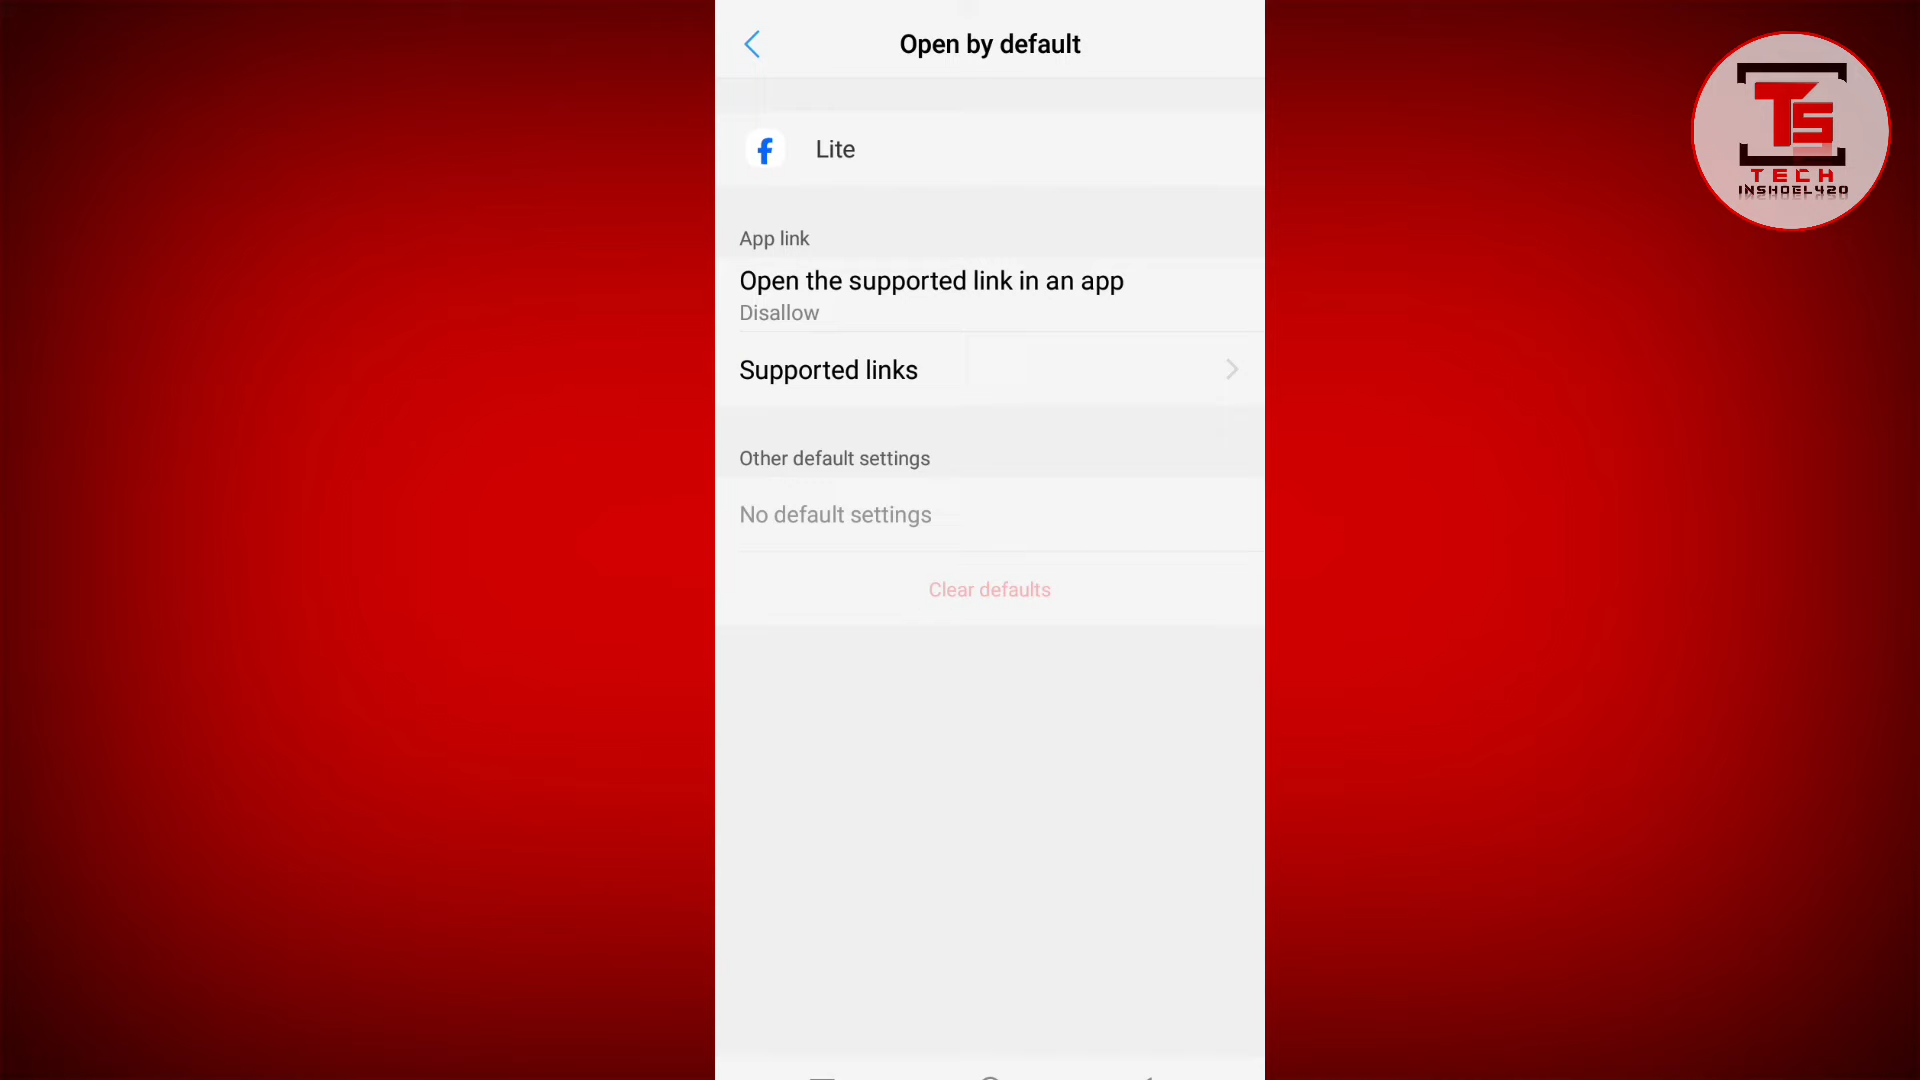 Open by default
Lite
App link
Open the supported link in an app
Disallow
Supported links
Other default settings
No default settings
Clear defaults
TS
TECH
INSHOEL420